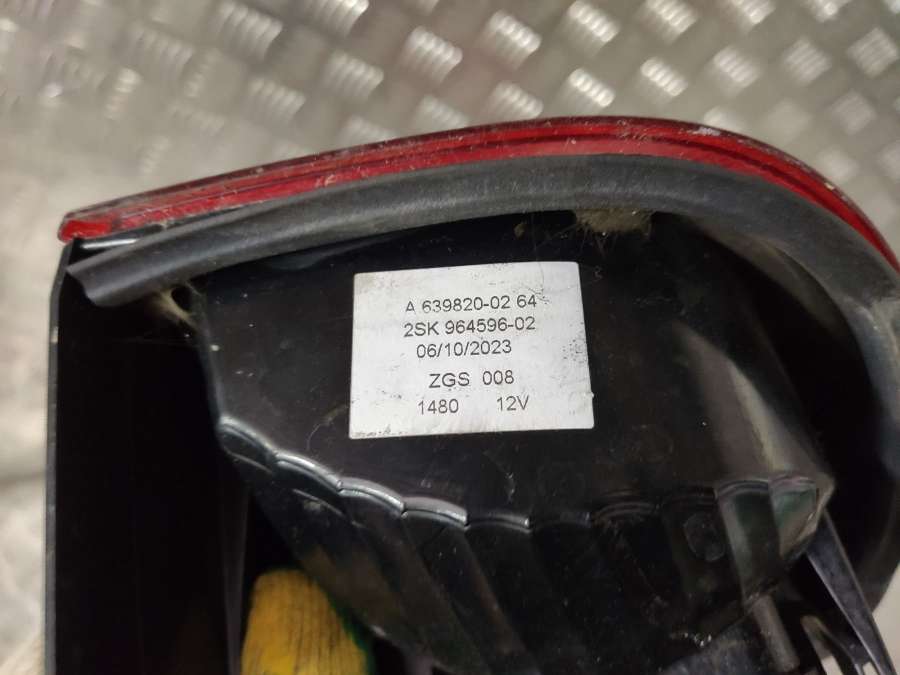 A 639820-02 64
2SK 964596-02
06/10/2023
ZGS 008
1480 12V